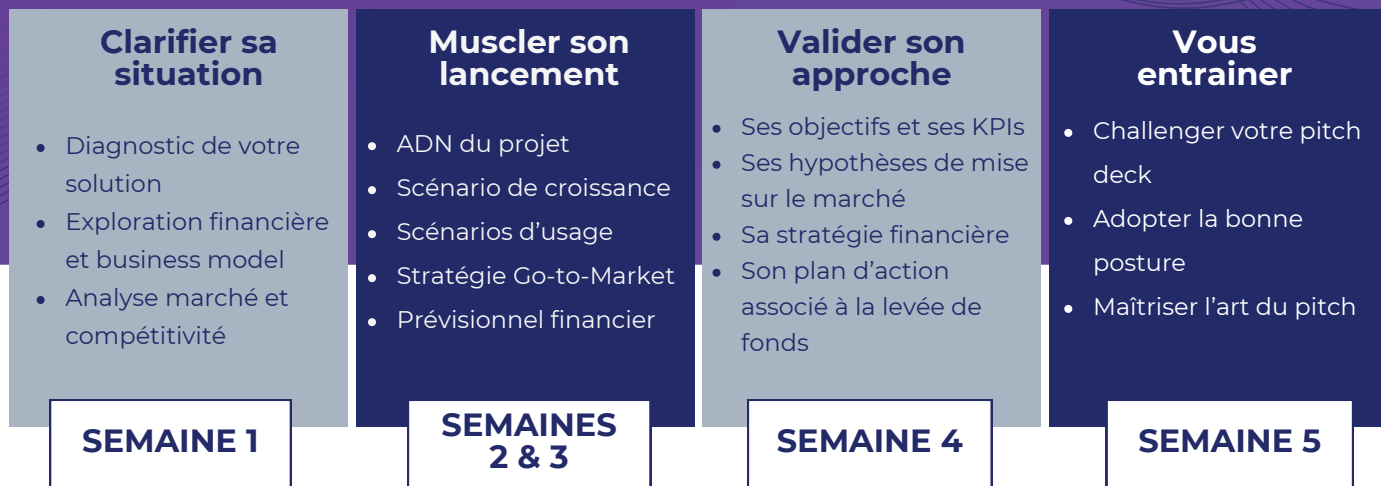 Clarifier sa
situation
• Diagnostic de votre
solution
• Exploration financière
et business model
• Analyse marché et
compétitivité
SEMAINE 1
Muscler son
lancement
• ADN du projet
• Scénario de croissance
• Scénarios d'usage
• Stratégie Go-to-Market
• Prévisionnel financier
SEMAINES
2 & 3
Valider son
approche
• Ses objectifs et ses KPIs
• Ses hypothèses de mise
sur le marché
• Sa stratégie financière
• Son plan d'action
associé à la levée de
fonds
SEMAINE 4
Vous
entrainer
• Challenger votre pitch
deck
• Adopter la bonne
posture
• Maîtriser l'art du pitch
SEMAINE 5